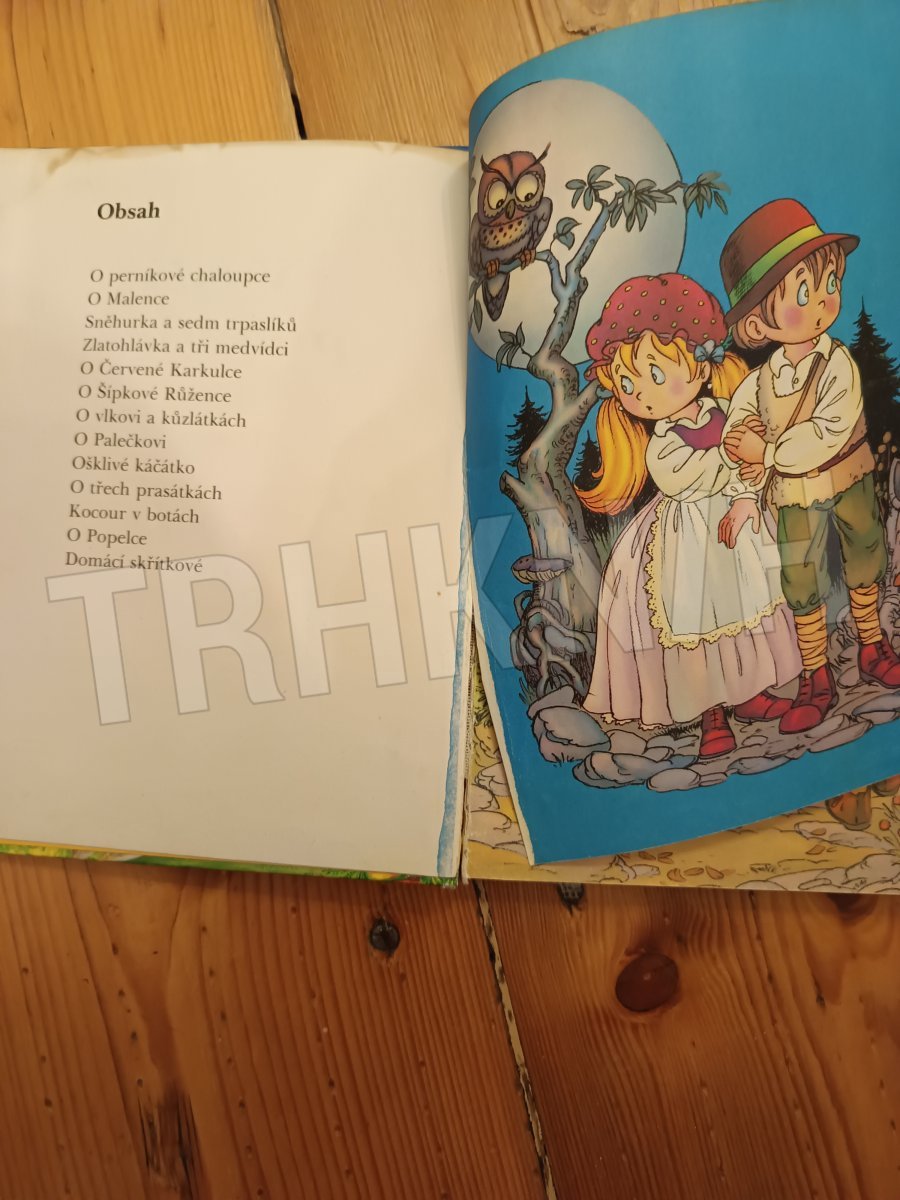 Obsah
O perníkové chaloupce
O Malence
Sněhurka a sedm trpaslíků
Zlatohlávka a tři medvídci
O Červené Karkulce
O Šípkové Růžence
O vlkovi a kůzlátkách
O Palečkovi
Ošklivé káčátko
O třech prasátkách
Kocour v botách
O Popelce
Domácí skřítkové